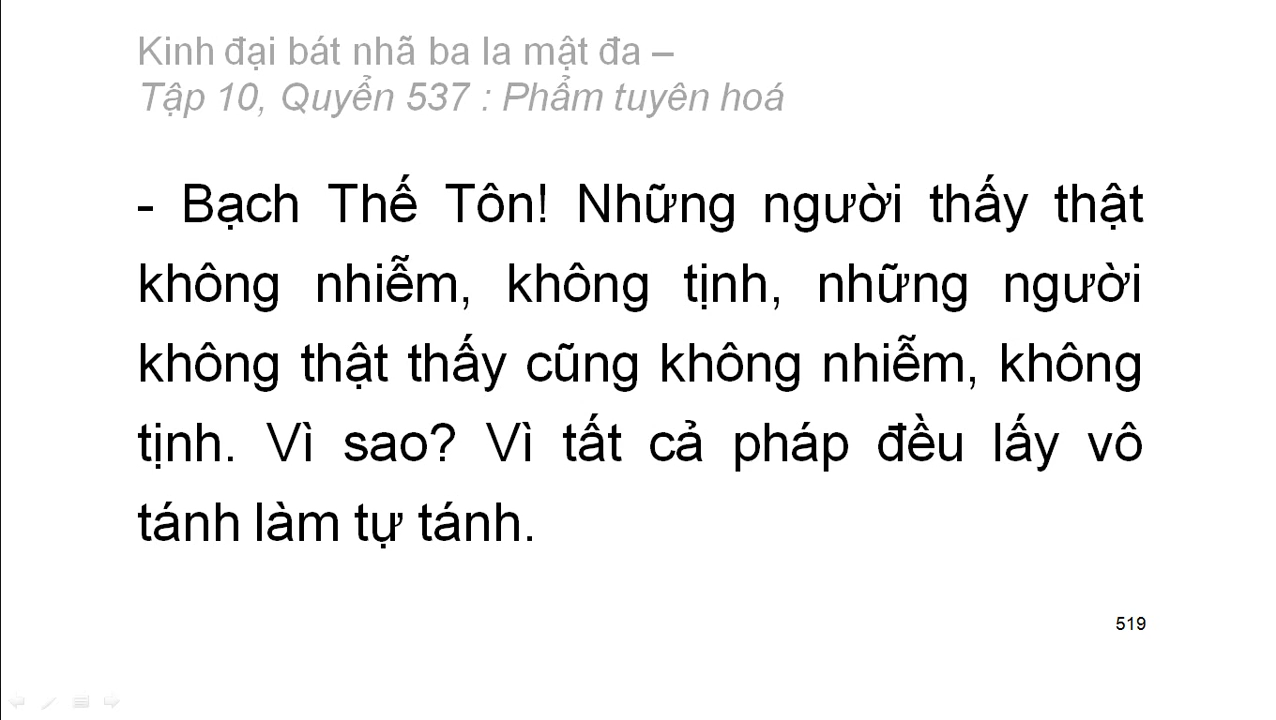 Kinh đại bát nhã ba la mật đa –
Tập 10, Quyển 537 : Phẩm tuyên hoá
- Bạch Thế Tôn! Những người thấy thật
không nhiễm, không tịnh, những người
không thật thấy cũng không nhiễm, không
tịnh. Vì sao? Vì tất cả pháp đều lấy vô
tánh làm tự tánh.
519